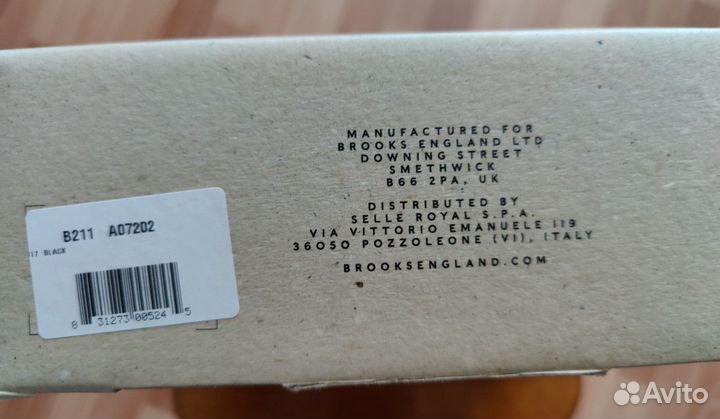 MANUFACTURED FOR
BROOKS ENGLAND LTD
DOWNING STREET
SMETHWICK
B66 2PA, UK
DISTRIBUTED BY
SELLE ROYAL S.P.A.
VIA VITTORIO EMANUELE 119
36050 POZZOLEONE (VI), ITALY
BROOKSENGLAND.COM
B211 A07202
BLACK
8 31273 00524 5
Avito